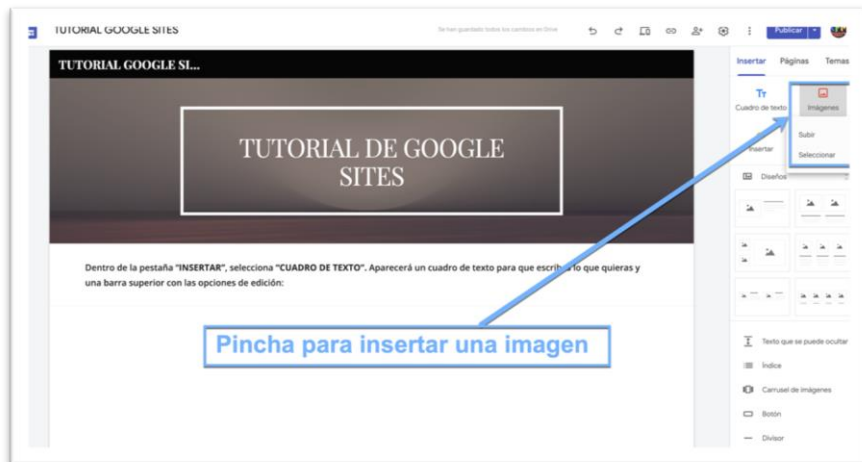 TUTORIAL GOOGLE SITES
Se han guardado todos los cambios en Drive
Publicar
TUTORIAL GOOGLE SI...
Insertar Páginas Temas
Cuadro de texto
Imágenes
Insertar
Subir
Seleccionar
Diseños
TUTORIAL DE GOOGLE
SITES
Dentro de la pestaña "INSERTAR", selecciona "CUADRO DE TEXTO". Aparecerá un cuadro de texto para que escribas lo que quieras y
una barra superior con las opciones de edición:
Pincha para insertar una imagen
Texto que se puede ocultar
Índice
Carrusel de imágenes
Botón
Divisor